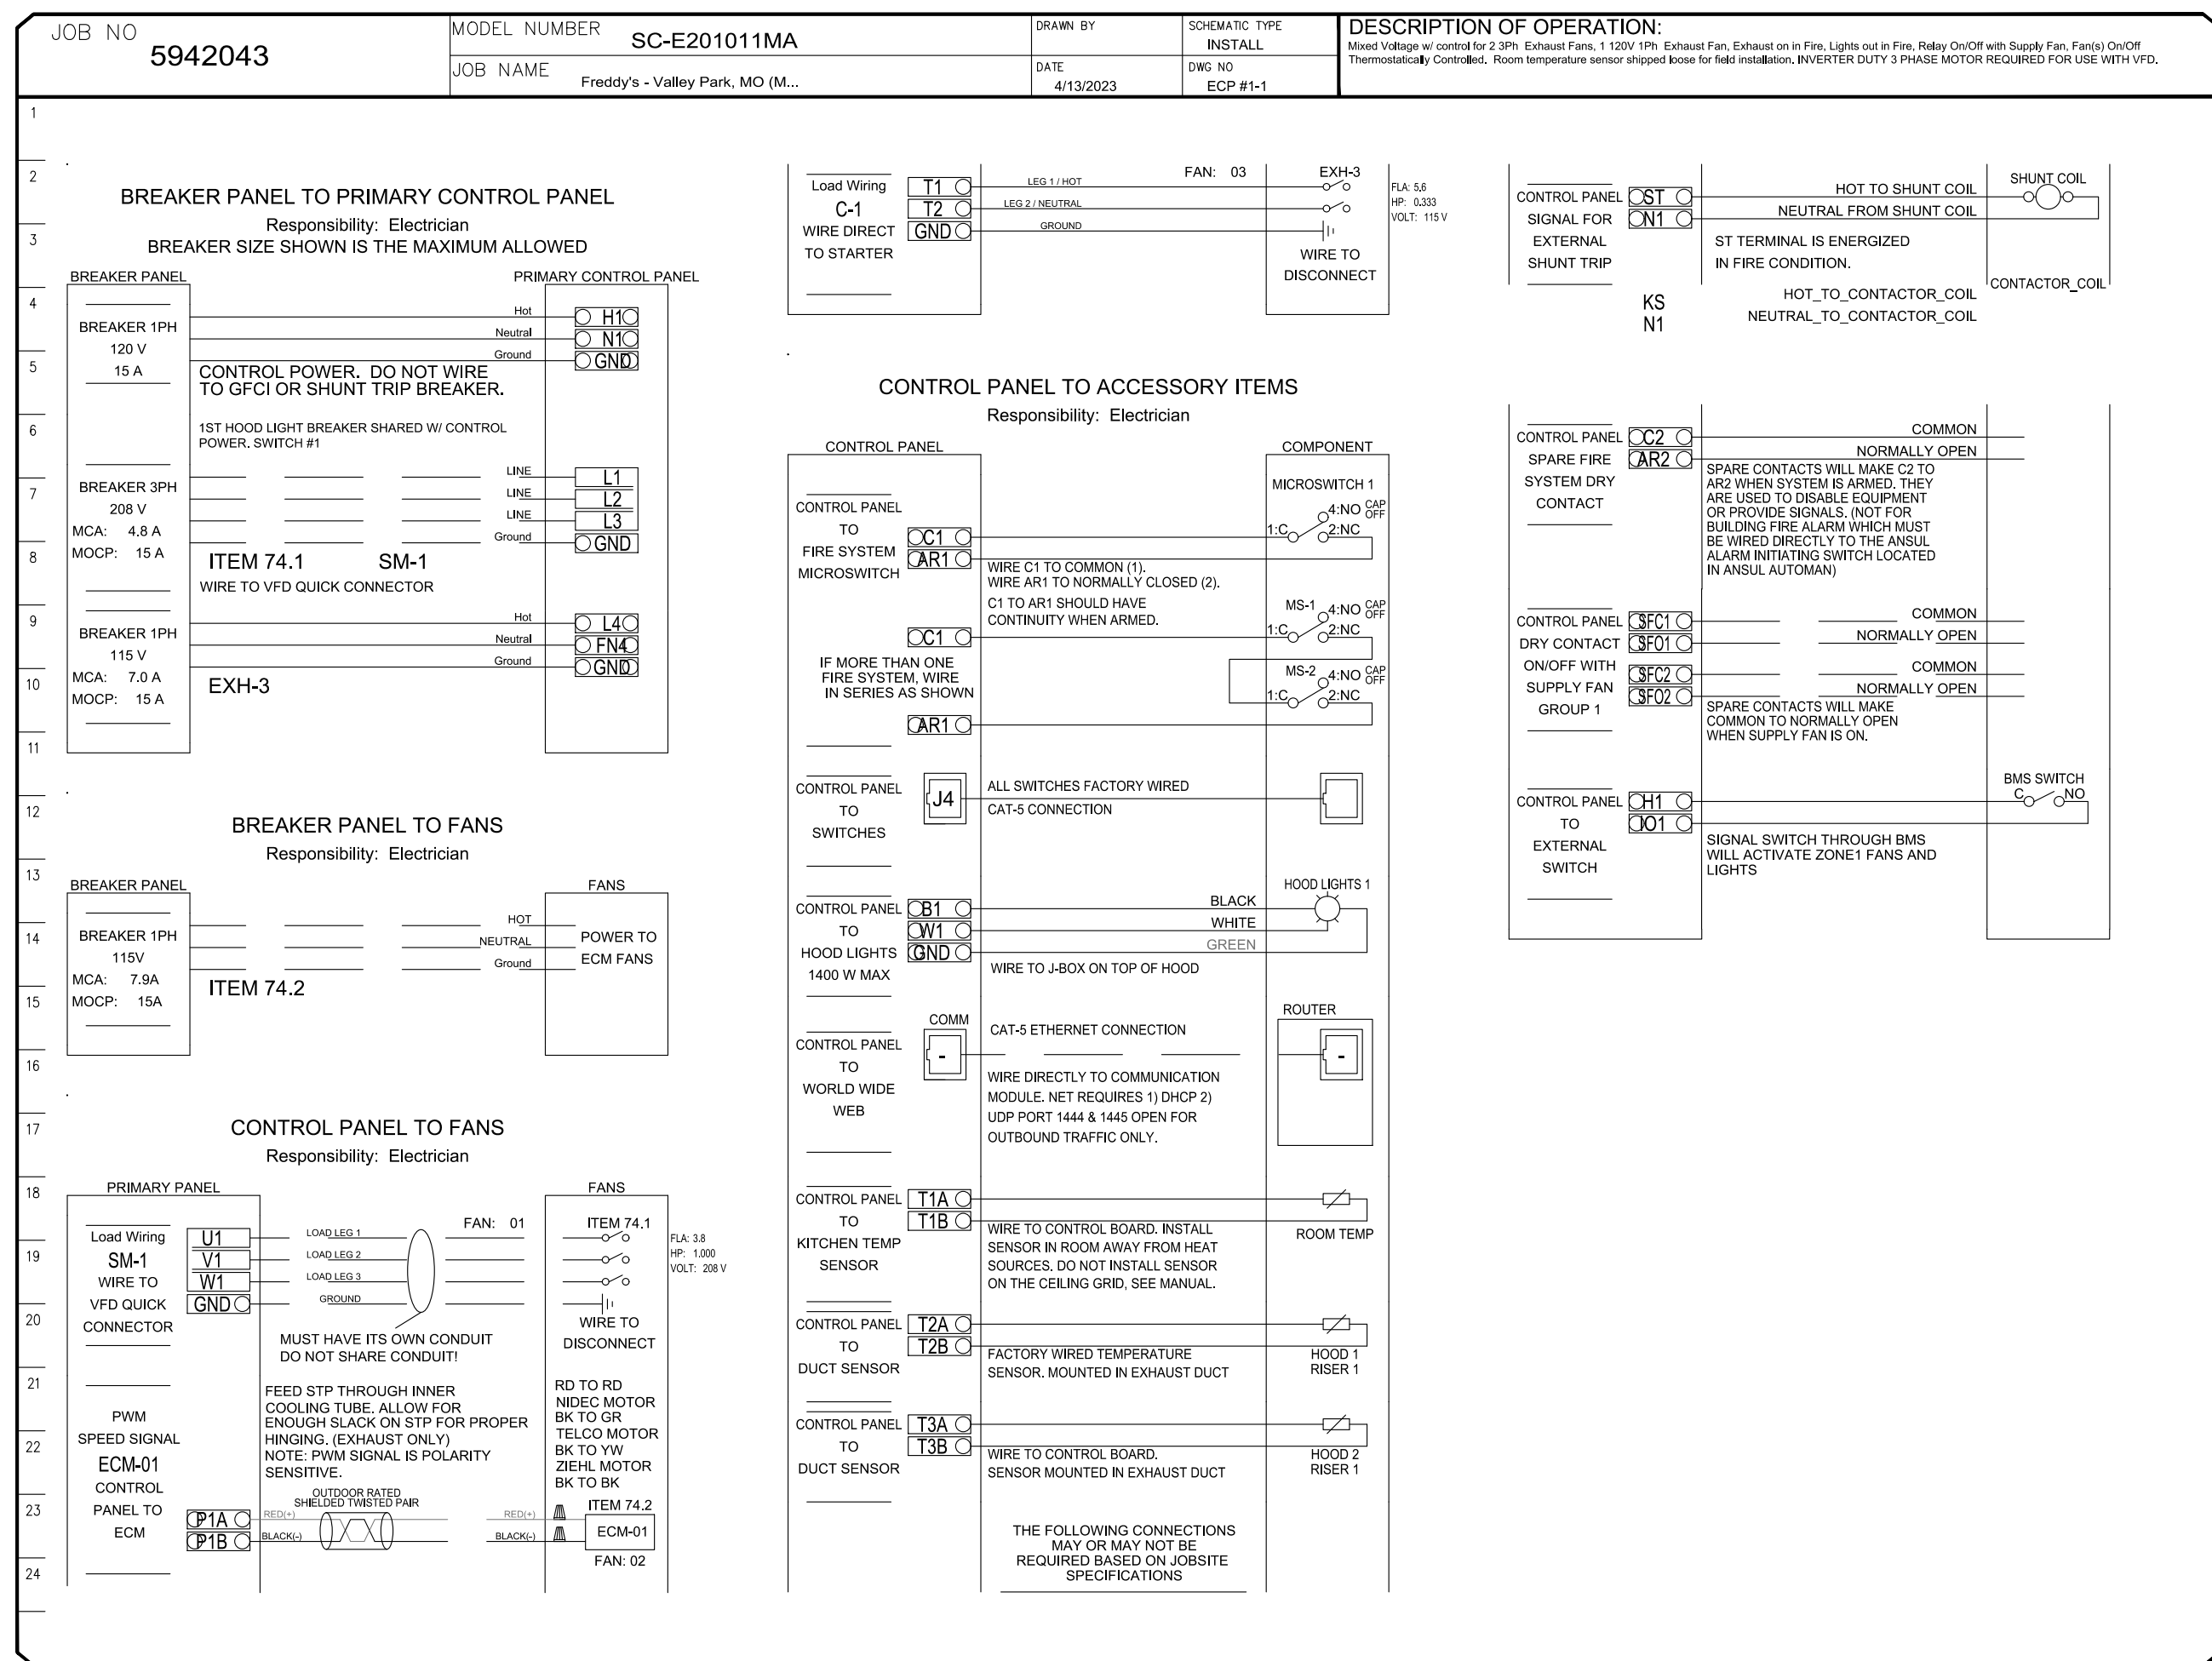 JOB NO
5942043
MODEL NUMBER SC-E201011MA
JOB NAME Freddy's - Valley Park, MO (M...
DRAWN BY
DATE
4/13/2023
SCHEMATIC TYPE
INSTALL
DWG NO
ECP #1-1
DESCRIPTION OF OPERATION:
Mixed Voltage w/ control for 2 3Ph Exhaust Fans, 1 120V 1Ph Exhaust Fan, Exhaust on in Fire, Lights out in Fire, Relay On/Off with Supply Fan, Fan(s) On/Off
Thermostatically Controlled. Room temperature sensor shipped loose for field installation. INVERTER DUTY 3 PHASE MOTOR REQUIRED FOR USE WITH VFD.
1
2
3
4
5
6
7
8
9
10
11
12
13
14
15
16
17
18
19
20
21
22
23
24
BREAKER PANEL TO PRIMARY CONTROL PANEL
Responsibility: Electrician
BREAKER SIZE SHOWN IS THE MAXIMUM ALLOWED
BREAKER PANEL
PRIMARY CONTROL PANEL
BREAKER 1PH
120 V
15 A
Hot H1
Neutral N1
Ground GND
CONTROL POWER. DO NOT WIRE
TO GFCI OR SHUNT TRIP BREAKER.
1ST HOOD LIGHT BREAKER SHARED W/ CONTROL
POWER. SWITCH #1
BREAKER 3PH
208 V
MCA: 4.8 A
MOCP: 15 A
LINE L1
LINE L2
LINE L3
Ground GND
ITEM 74.1 SM-1
WIRE TO VFD QUICK CONNECTOR
BREAKER 1PH
115 V
MCA: 7.0 A
MOCP: 15 A
Hot L4
Neutral FN4
Ground GND
EXH-3
BREAKER PANEL TO FANS
Responsibility: Electrician
BREAKER PANEL
FANS
BREAKER 1PH
115V
MCA: 7.9A
MOCP: 15A
HOT
NEUTRAL
Ground
POWER TO
ECM FANS
ITEM 74.2
CONTROL PANEL TO FANS
Responsibility: Electrician
PRIMARY PANEL
FANS
Load Wiring
SM-1
WIRE TO
VFD QUICK
CONNECTOR
U1
V1
W1
GND
LOAD LEG 1
LOAD LEG 2
LOAD LEG 3
GROUND
FAN: 01
ITEM 74.1
FLA: 3.8
HP: 1.000
VOLT: 208 V
WIRE TO
DISCONNECT
MUST HAVE ITS OWN CONDUIT
DO NOT SHARE CONDUIT!
PWM
SPEED SIGNAL
ECM-01
CONTROL
PANEL TO
ECM
FEED STP THROUGH INNER
COOLING TUBE. ALLOW FOR
ENOUGH SLACK ON STP FOR PROPER
HINGING. (EXHAUST ONLY)
NOTE: PWM SIGNAL IS POLARITY
SENSITIVE.
RD TO RD
NIDEC MOTOR
BK TO GR
TELCO MOTOR
BK TO YW
ZIEHL MOTOR
BK TO BK
OUTDOOR RATED
SHIELDED TWISTED PAIR
P1A RED(+) RED(+)
P1B BLACK(-) BLACK(-)
ITEM 74.2
ECM-01
FAN: 02
Load Wiring
C-1
WIRE DIRECT
TO STARTER
T1
T2
GND
LEG 1 / HOT
LEG 2 / NEUTRAL
GROUND
FAN: 03
EXH-3
FLA: 5.6
HP: 0.333
VOLT: 115 V
WIRE TO
DISCONNECT
CONTROL PANEL TO ACCESSORY ITEMS
Responsibility: Electrician
CONTROL PANEL
COMPONENT
CONTROL PANEL
TO
FIRE SYSTEM
MICROSWITCH
C1
AR1
MICROSWITCH 1
4:NO CAP OFF
1:C 2:NC
WIRE C1 TO COMMON (1).
WIRE AR1 TO NORMALLY CLOSED (2).
C1 TO AR1 SHOULD HAVE
CONTINUITY WHEN ARMED.
C1
MS-1 4:NO CAP OFF
1:C 2:NC
IF MORE THAN ONE
FIRE SYSTEM, WIRE
IN SERIES AS SHOWN
MS-2 4:NO CAP OFF
1:C 2:NC
AR1
CONTROL PANEL
TO
SWITCHES
J4
ALL SWITCHES FACTORY WIRED
CAT-5 CONNECTION
CONTROL PANEL
TO
HOOD LIGHTS
1400 W MAX
B1
W1
GND
BLACK
WHITE
GREEN
HOOD LIGHTS 1
WIRE TO J-BOX ON TOP OF HOOD
CONTROL PANEL
TO
WORLD WIDE
WEB
COMM
-
CAT-5 ETHERNET CONNECTION
ROUTER
-
WIRE DIRECTLY TO COMMUNICATION
MODULE. NET REQUIRES 1) DHCP 2)
UDP PORT 1444 & 1445 OPEN FOR
OUTBOUND TRAFFIC ONLY.
CONTROL PANEL
TO
KITCHEN TEMP
SENSOR
T1A
T1B
ROOM TEMP
WIRE TO CONTROL BOARD. INSTALL
SENSOR IN ROOM AWAY FROM HEAT
SOURCES. DO NOT INSTALL SENSOR
ON THE CEILING GRID, SEE MANUAL.
CONTROL PANEL
TO
DUCT SENSOR
T2A
T2B
FACTORY WIRED TEMPERATURE
SENSOR. MOUNTED IN EXHAUST DUCT
HOOD 1
RISER 1
CONTROL PANEL
TO
DUCT SENSOR
T3A
T3B
WIRE TO CONTROL BOARD.
SENSOR MOUNTED IN EXHAUST DUCT
HOOD 2
RISER 1
THE FOLLOWING CONNECTIONS
MAY OR MAY NOT BE
REQUIRED BASED ON JOBSITE
SPECIFICATIONS
CONTROL PANEL
SIGNAL FOR
EXTERNAL
SHUNT TRIP
ST
N1
HOT TO SHUNT COIL
NEUTRAL FROM SHUNT COIL
SHUNT COIL
ST TERMINAL IS ENERGIZED
IN FIRE CONDITION.
KS
N1
HOT_TO_CONTACTOR_COIL
NEUTRAL_TO_CONTACTOR_COIL
CONTACTOR_COIL
CONTROL PANEL
SPARE FIRE
SYSTEM DRY
CONTACT
C2
AR2
COMMON
NORMALLY OPEN
SPARE CONTACTS WILL MAKE C2 TO
AR2 WHEN SYSTEM IS ARMED. THEY
ARE USED TO DISABLE EQUIPMENT
OR PROVIDE SIGNALS. (NOT FOR
BUILDING FIRE ALARM WHICH MUST
BE WIRED DIRECTLY TO THE ANSUL
ALARM INITIATING SWITCH LOCATED
IN ANSUL AUTOMAN)
CONTROL PANEL
DRY CONTACT
ON/OFF WITH
SUPPLY FAN
GROUP 1
SFC1
SFO1
SFC2
SFO2
COMMON
NORMALLY OPEN
COMMON
NORMALLY OPEN
SPARE CONTACTS WILL MAKE
COMMON TO NORMALLY OPEN
WHEN SUPPLY FAN IS ON.
CONTROL PANEL
TO
EXTERNAL
SWITCH
H1
IO1
BMS SWITCH
C NO
SIGNAL SWITCH THROUGH BMS
WILL ACTIVATE ZONE1 FANS AND
LIGHTS